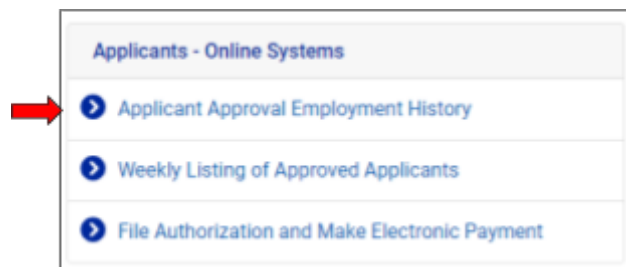 Applicants - Online Systems
Applicant Approval Employment History
Weekly Listing of Approved Applicants
File Authorization and Make Electronic Payment